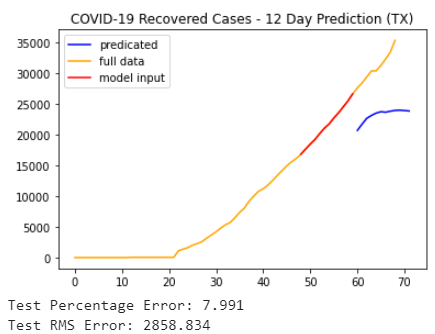 COVID-19 Recovered Cases - 12 Day Prediction (TX)
predicated
full data
model input
35000
30000
25000
20000
15000
10000
5000
0
0 10 20 30 40 50 60 70
Test Percentage Error: 7.991
Test RMS Error: 2858.834